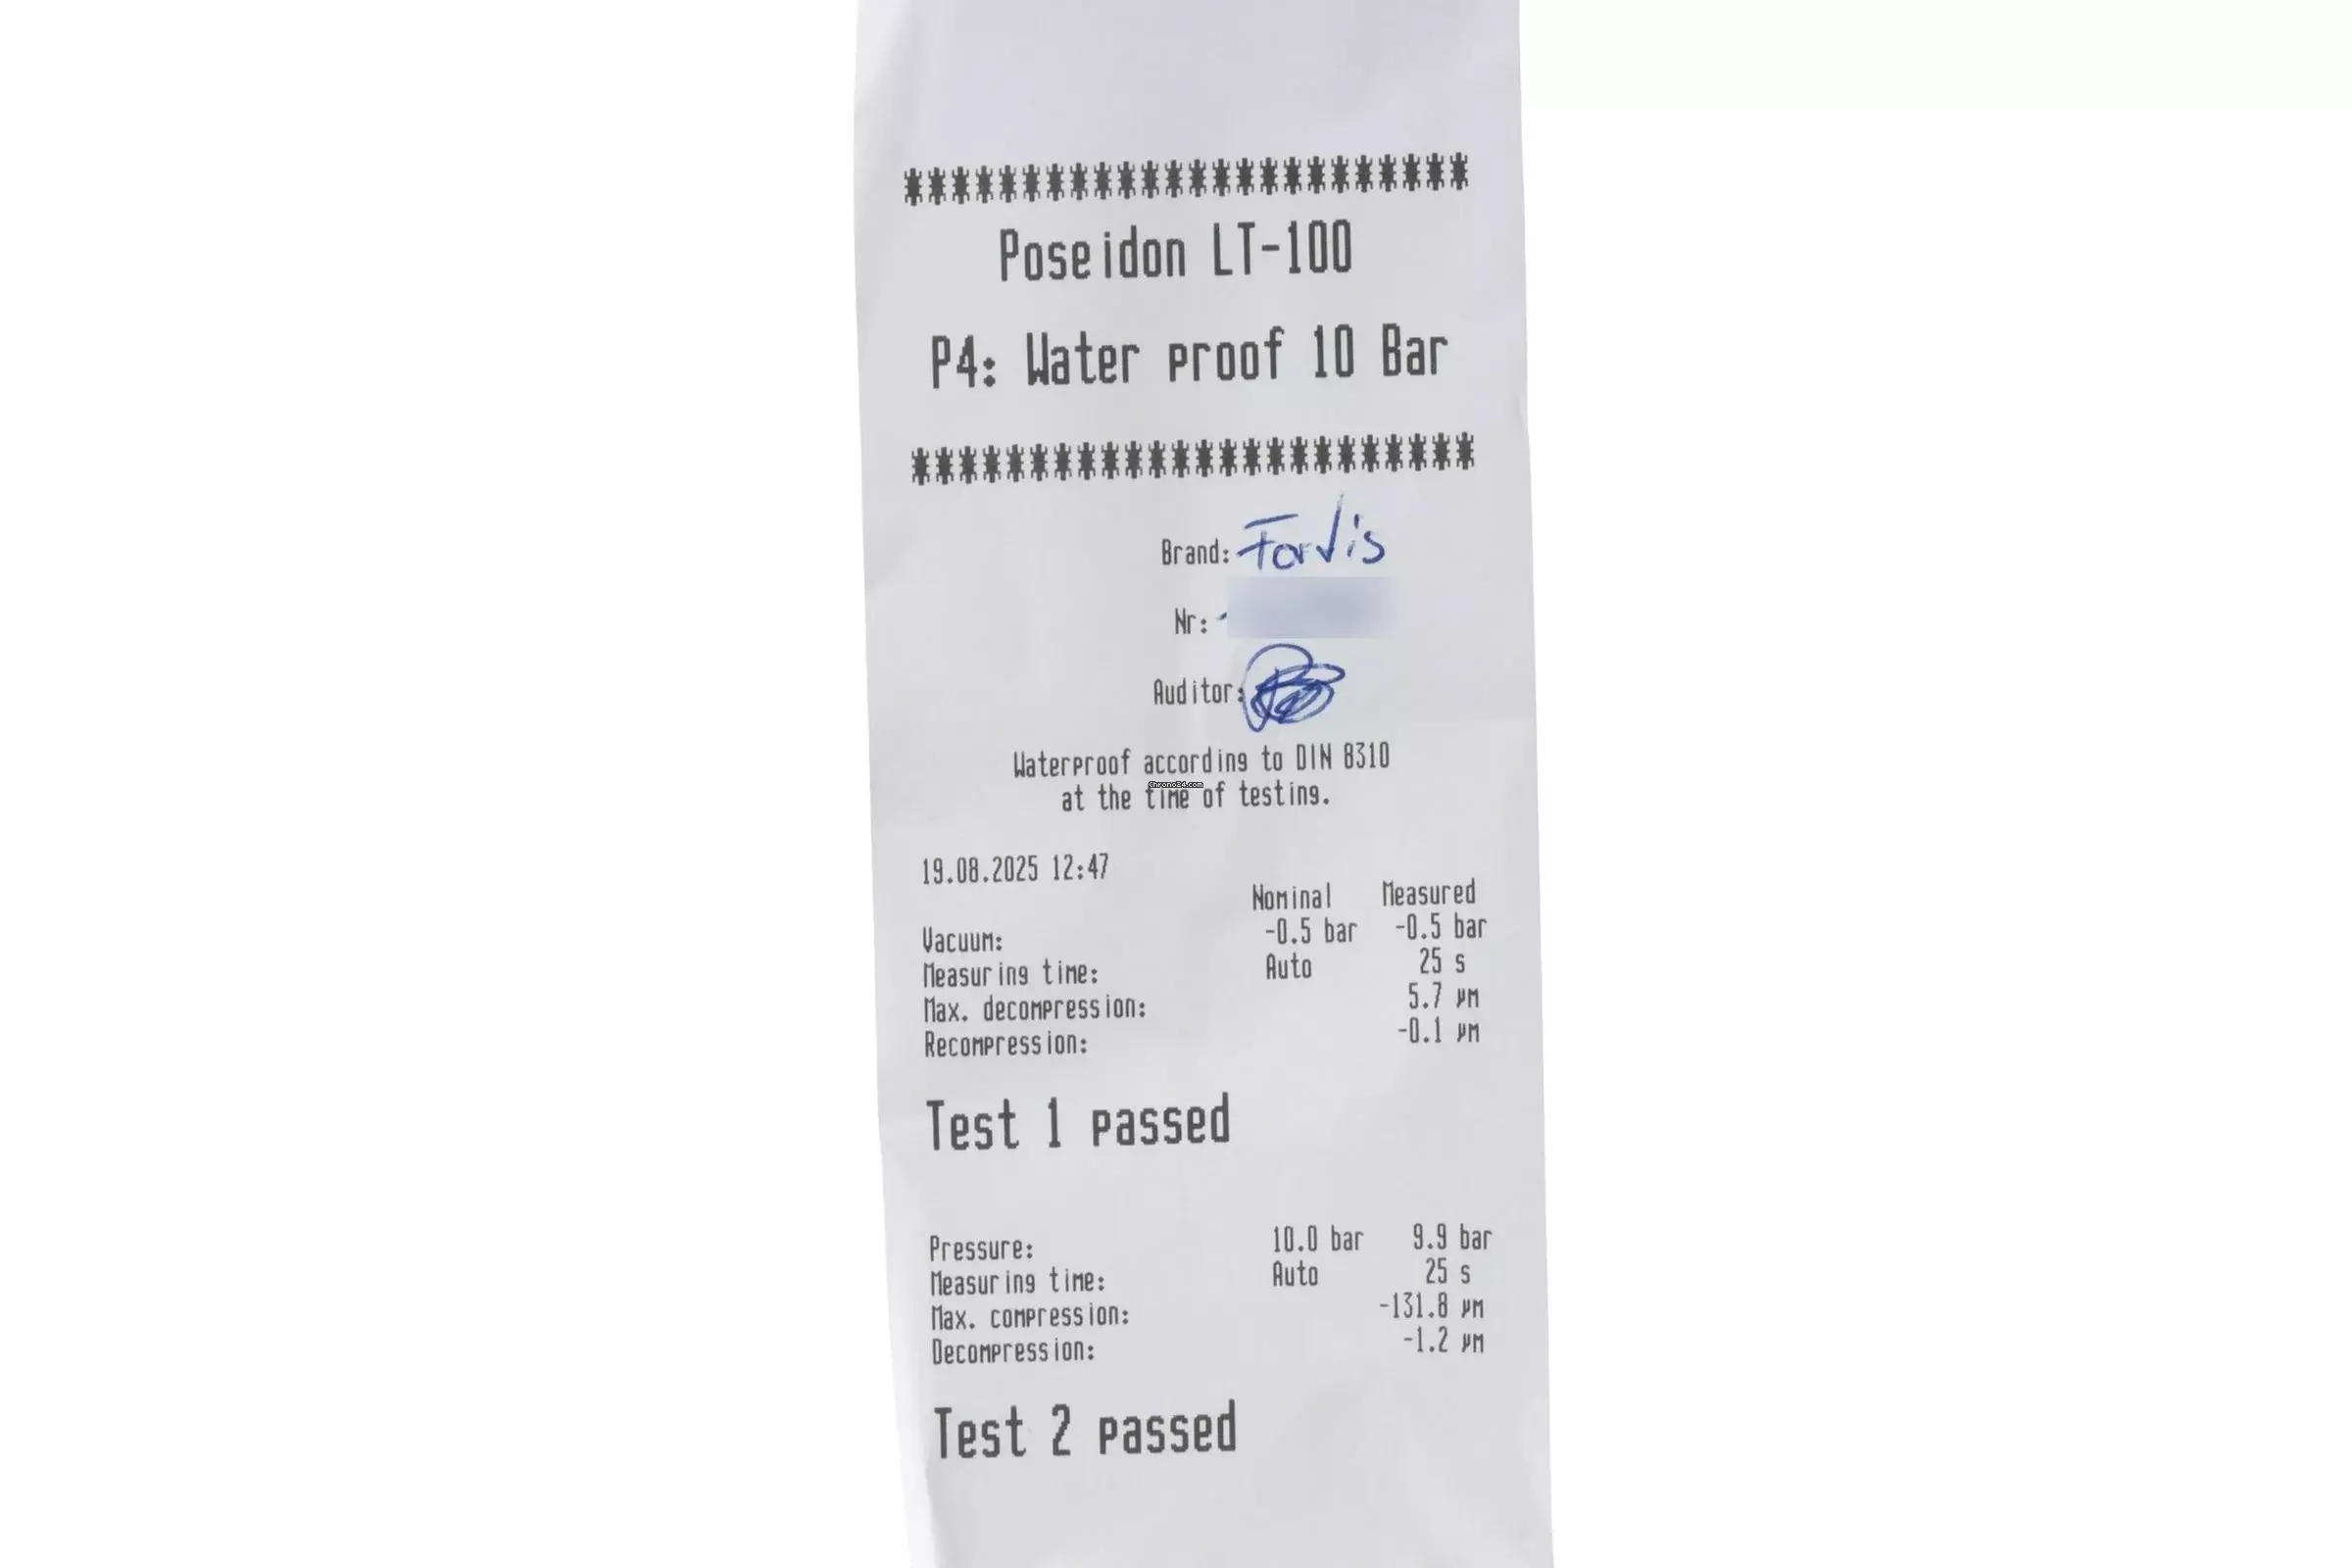 ************************
Poseidon LT-100
P4: Water proof 10 Bar
************************
Brand: Fortis
Nr:
Auditor:
Waterproof according to DIN 8310
chrono24.com
at the time of testing.
19.08.2025 12:47
Nominal Measured
Vacuum: -0.5 bar -0.5 bar
Measuring time: Auto 25 s
Max. decompression: 5.7 µm
Recompression: -0.1 µm
Test 1 passed
Pressure: 10.0 bar 9.9 bar
Measuring time: Auto 25 s
Max. compression: -131.8 µm
Decompression: -1.2 µm
Test 2 passed